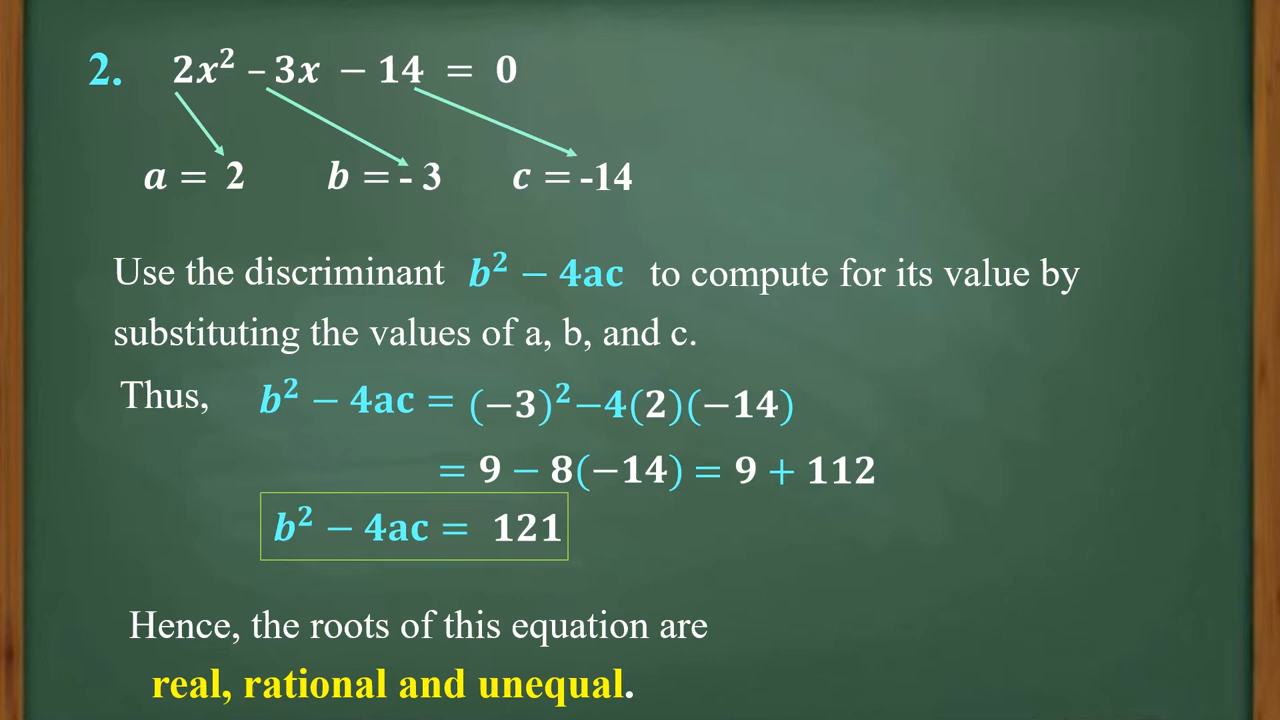 2. 2x² – 3x − 14 = 0
a = 2 b = - 3 c = -14
Use the discriminant b² − 4ac to compute for its value by
substituting the values of a, b, and c.
Thus, b² − 4ac = (−3)² −4(2)(−14)
= 9 − 8(−14) = 9 + 112
b² − 4ac = 121
Hence, the roots of this equation are
real, rational and unequal.